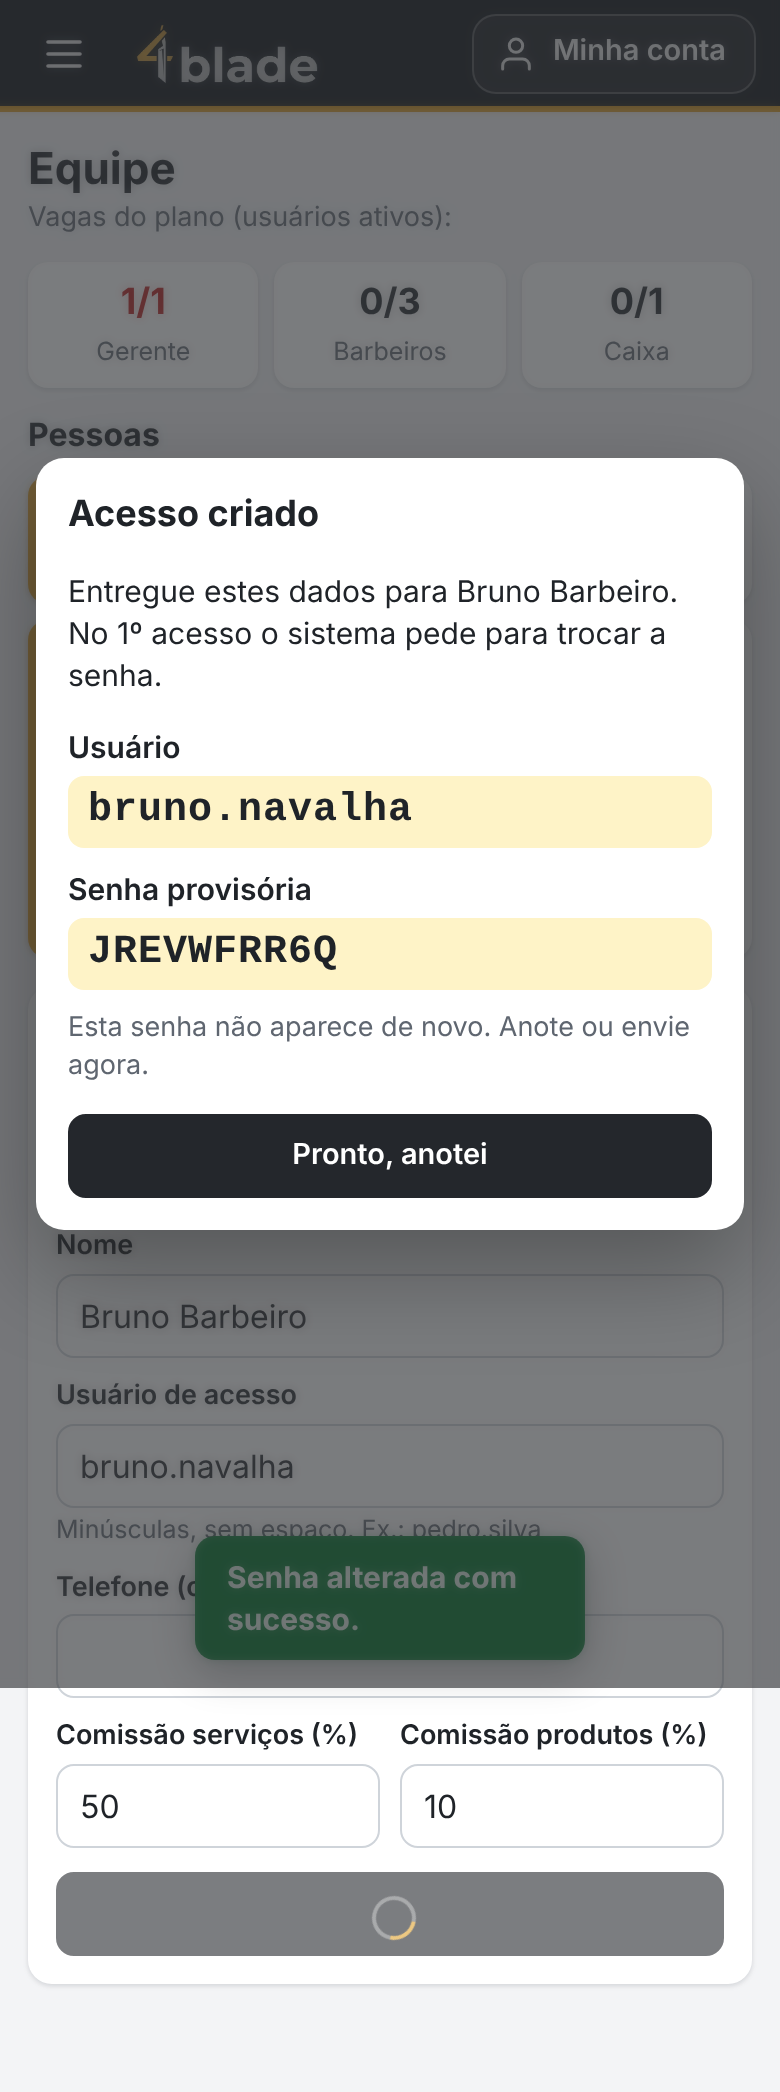 4blade
Minha conta
Equipe
Vagas do plano (usuários ativos):
1/1
Gerente
0/3
Barbeiros
0/1
Caixa
Pessoas
Acesso criado
Entregue estes dados para Bruno Barbeiro.
No 1º acesso o sistema pede para trocar a
senha.
Usuário
bruno.navalha
Senha provisória
JREVWFRR6Q
Esta senha não aparece de novo. Anote ou envie
agora.
Pronto, anotei
Nome
Bruno Barbeiro
Usuário de acesso
bruno.navalha
Minúsculas, sem espaço. Ex.: pedro.silva
Telefone (
Senha alterada com
sucesso.
Comissão serviços (%)
Comissão produtos (%)
50
10